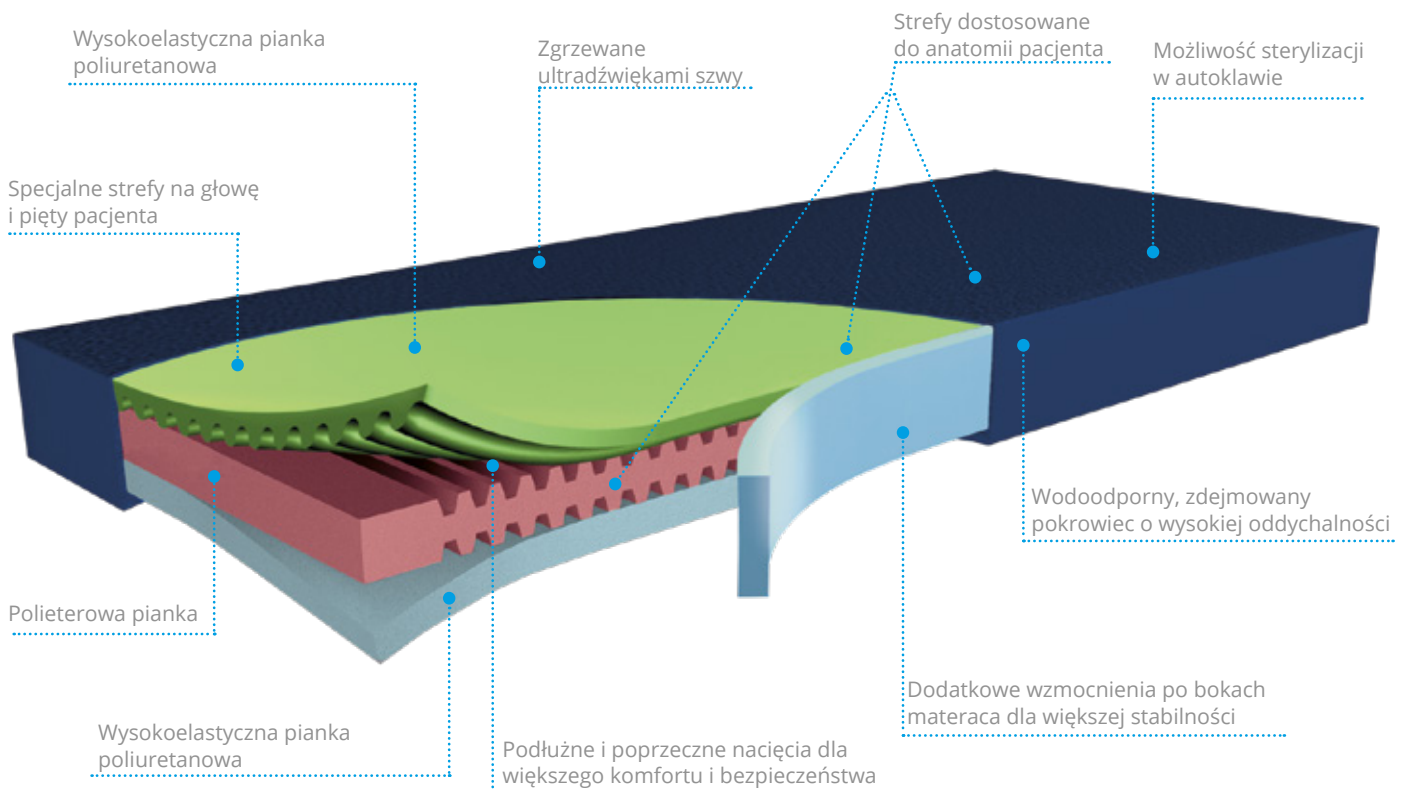 Wysokoelastyczna pianka
poliuretanowa
Zgrzewane
ultradźwiękami szwy
Strefy dostosowane
do anatomii pacjenta
Możliwość sterylizacji
w autoklawie
Specjalne strefy na głowę
i pięty pacjenta
Wodoodporny, zdejmowany
pokrowiec o wysokiej oddychalności
Polieterowa pianka
Dodatkowe wzmocnienia po bokach
materaca dla większej stabilności
Wysokoelastyczna pianka
poliuretanowa
Podłużne i poprzeczne nacięcia dla
większego komfortu i bezpieczeństwa